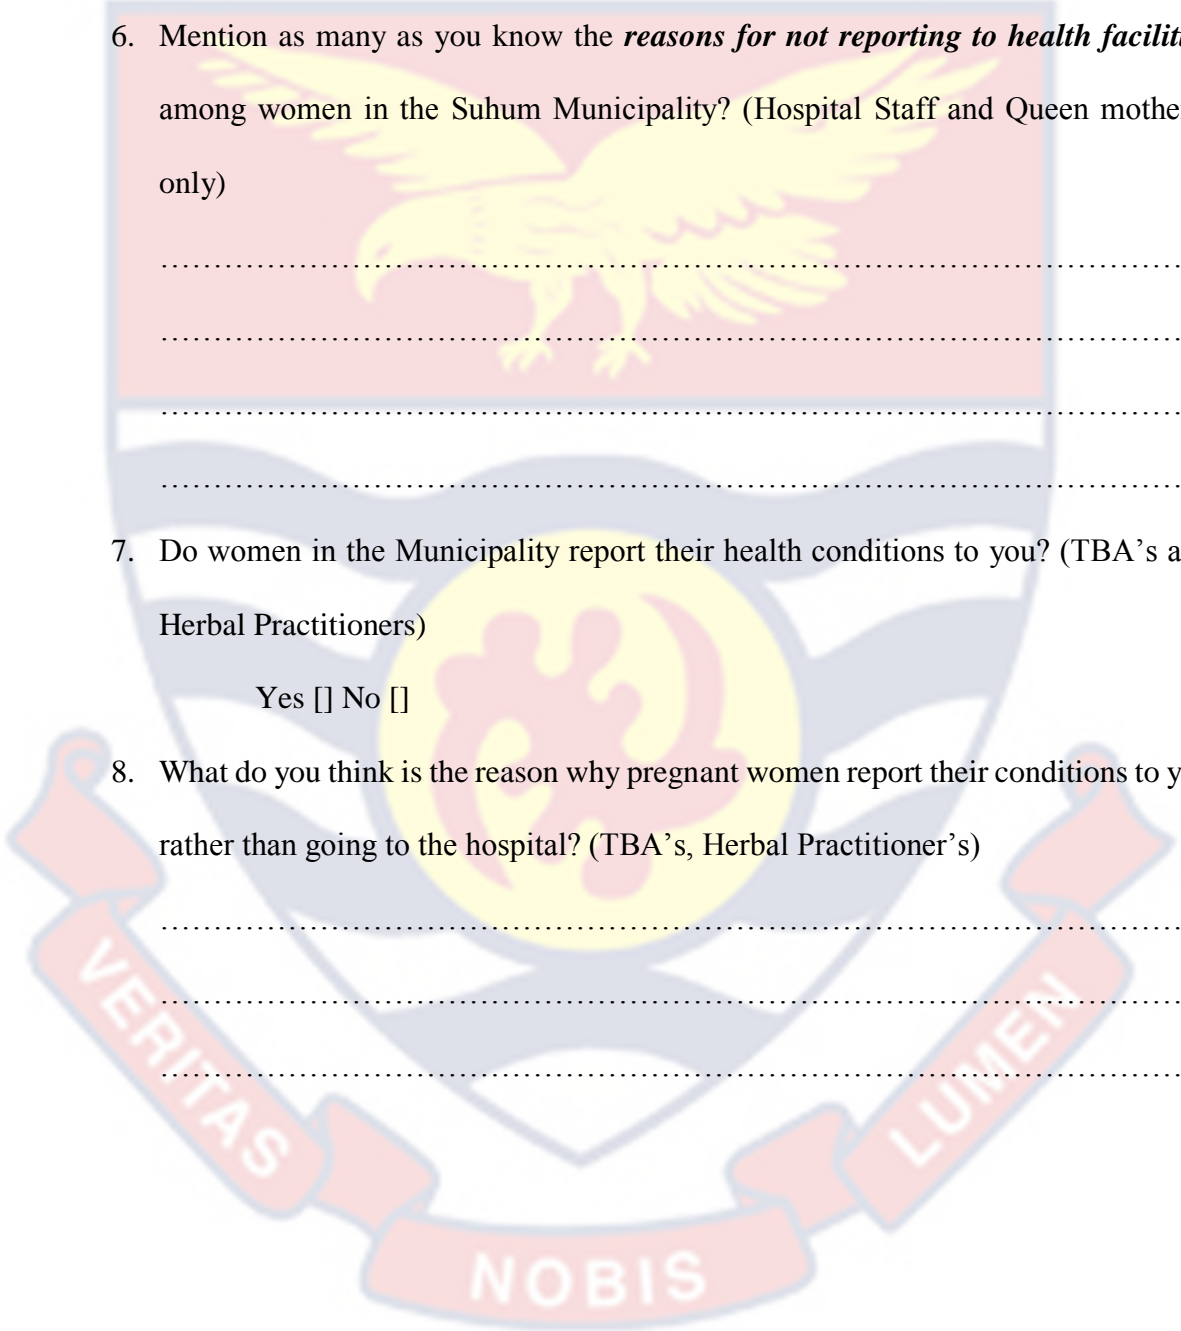 6. Mention as many as you know the reasons for not reporting to health faciliti
among women in the Suhum Municipality? (Hospital Staff and Queen mothe
only)
……………………………………………………………………………………
……………………………………………………………………………………
……………………………………………………………………………………
……………………………………………………………………………………
7. Do women in the Municipality report their health conditions to you? (TBA’s a
Herbal Practitioners)
Yes [] No []
8. What do you think is the reason why pregnant women report their conditions to y
rather than going to the hospital? (TBA’s, Herbal Practitioner’s)
……………………………………………………………………………………
……………………………………………………………………………………
……………………………………………………………………………………
VERITAS
NOBIS
LUMEN